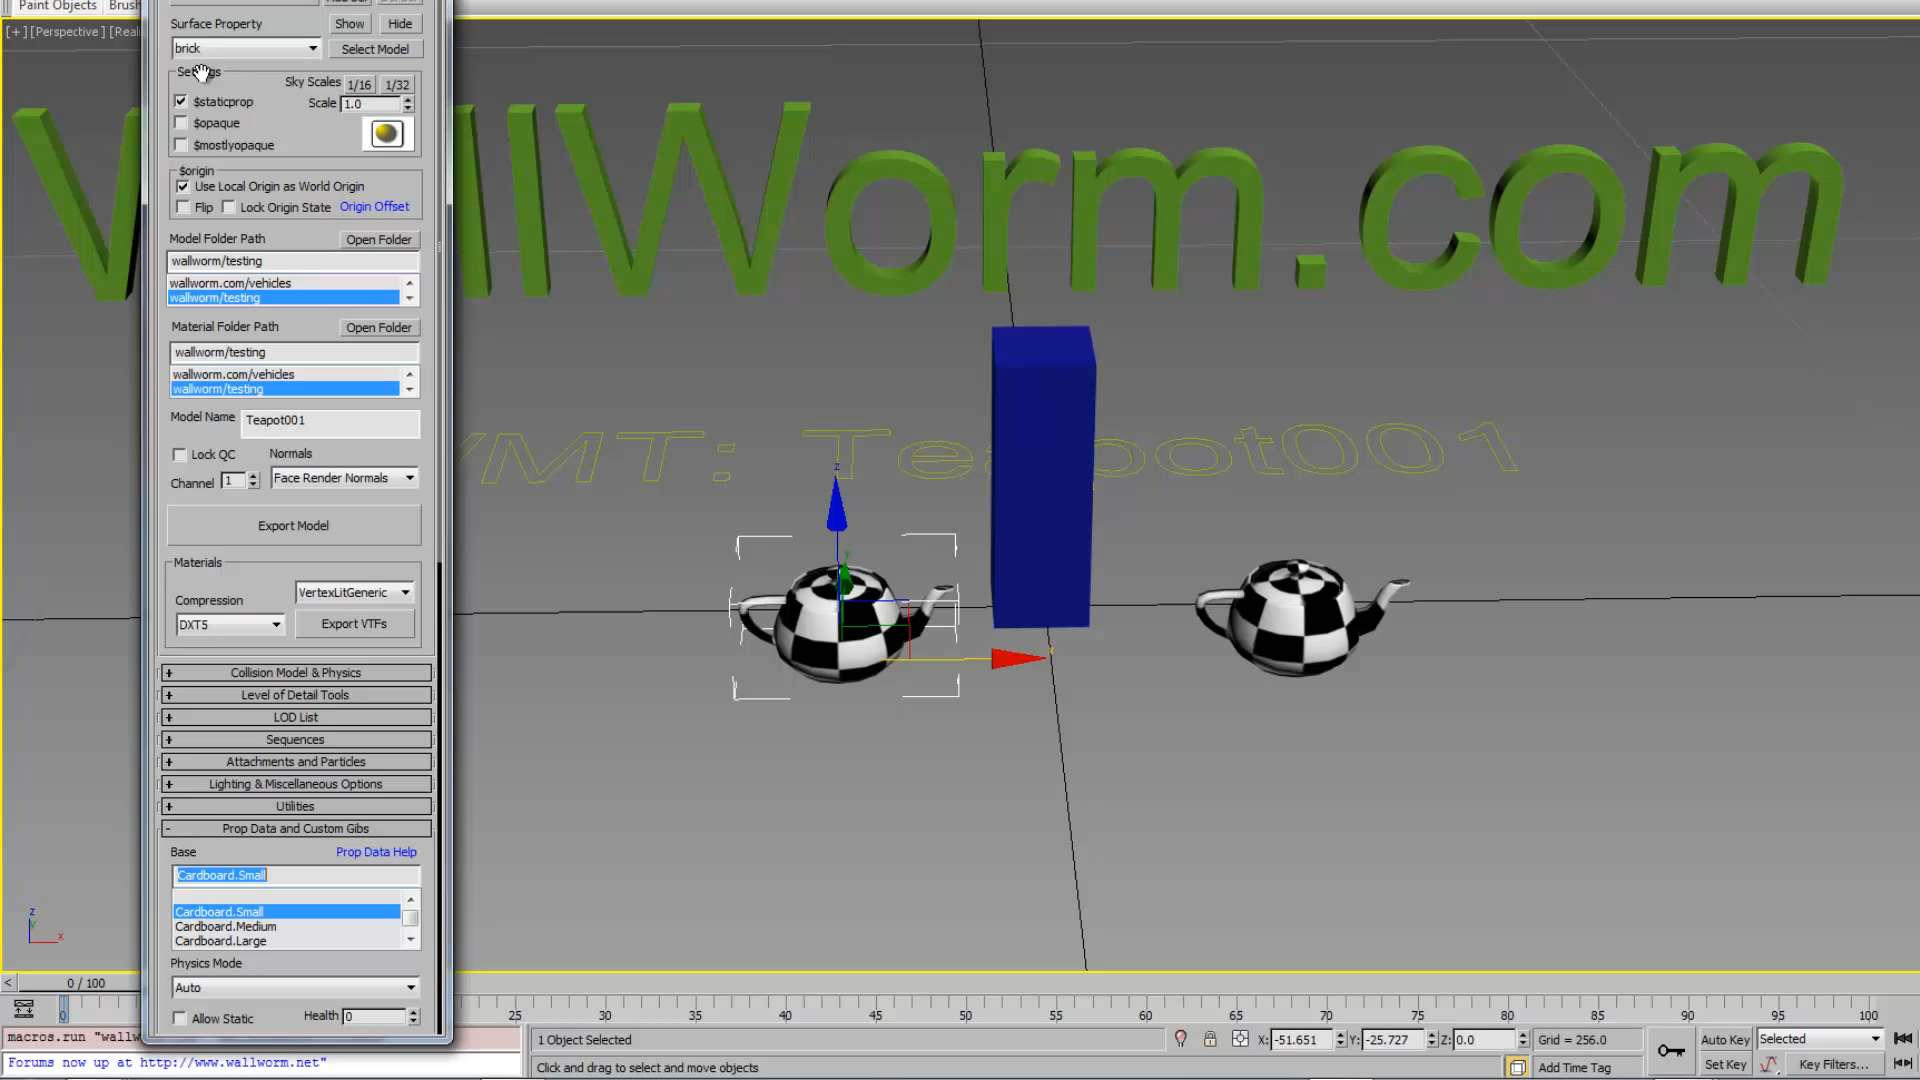 Paint Objects
[+] [Perspective] [Real
Surface Property
Show
Hide
brick
Select Model
Settings
Sky Scales
1/16
1/32
$staticprop
Scale
1.0
$opaque
$mostlyopaque
$origin
Use Local Origin as World Origin
Flip
Lock Origin State
Origin Offset
Model Folder Path
Open Folder
wallworm/testing
wallworm.com/vehicles
wallworm/testing
Material Folder Path
Open Folder
wallworm/testing
wallworm.com/vehicles
wallworm/testing
Model Name
Teapot001
Lock QC
Normals
Channel
1
Face Render Normals
Export Model
Materials
VertexLitGeneric
Compression
DXT5
Export VTFs
+ Collision Model & Physics
+ Level of Detail Tools
+ LOD List
+ Sequences
+ Attachments and Particles
+ Lighting & Miscellaneous Options
+ Utilities
- Prop Data and Custom Gibs
Base
Prop Data Help
Cardboard.Small
Cardboard.Small
Cardboard.Medium
Cardboard.Large
Physics Mode
Auto
Allow Static
Health
0
llWorm.com
WMT: Teapot001
z
y
x
z
y
x
< 0 / 100
0
25 30 35 40 45 50 55 60 65 70 75 80 85 90 95 100
macros.run "wallw
Forums now up at http://www.wallworm.net"
1 Object Selected
Click and drag to select and move objects
X: -51.651
Y: -25.727
Z: 0.0
Grid = 256.0
Add Time Tag
Auto Key
Selected
Set Key
Key Filters...